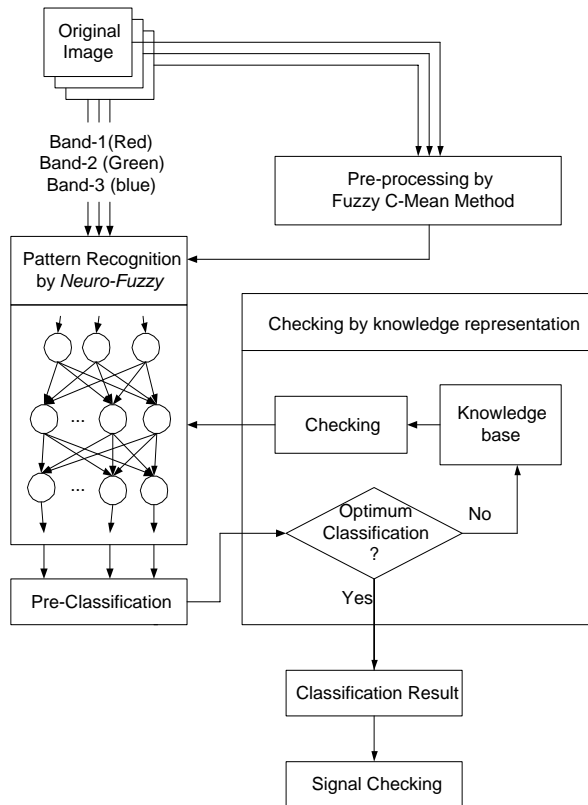 Original
Image
Band-1(Red)
Band-2 (Green)
Band-3 (blue)
Pre-processing by
Fuzzy C-Mean Method
Pattern Recognition
by Neuro-Fuzzy
Checking by knowledge representation
Checking
Knowledge
base
...
...
Optimum
Classification
?
No
Yes
Pre-Classification
Classification Result
Signal Checking